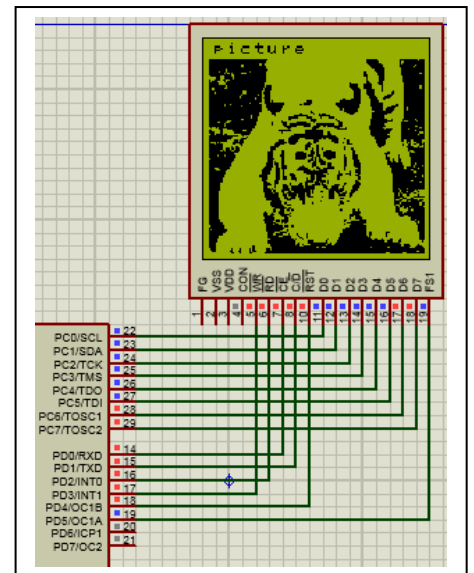 picture
FG
VSS
VDD
CON
WR
RD
CE
C/D
RST
D0
D1
D2
D3
D4
D5
D6
D7
FS1
1
2
3
4
5
6
7
8
10
11
12
13
14
15
16
17
18
19
PC0/SCL 22
PC1/SDA 23
PC2/TCK 24
PC3/TMS 25
PC4/TDO 26
PC5/TDI 27
PC6/TOSC1 28
PC7/TOSC2 29
PD0/RXD 14
PD1/TXD 15
PD2/INT0 16
PD3/INT1 17
PD4/OC1B 18
PD5/OC1A 19
PD6/ICP1 20
PD7/OC2 21